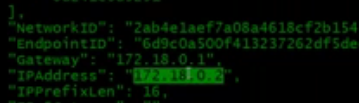 ],
"NetworkID": "2ab4e1aef7a08a4618cf2b154
"EndpointID": "6d9c0a500f413237262df5de
"Gateway": "172.18.0.1",
"IPAddress": "172.18.0.2",
"IPPrefixLen": 16,